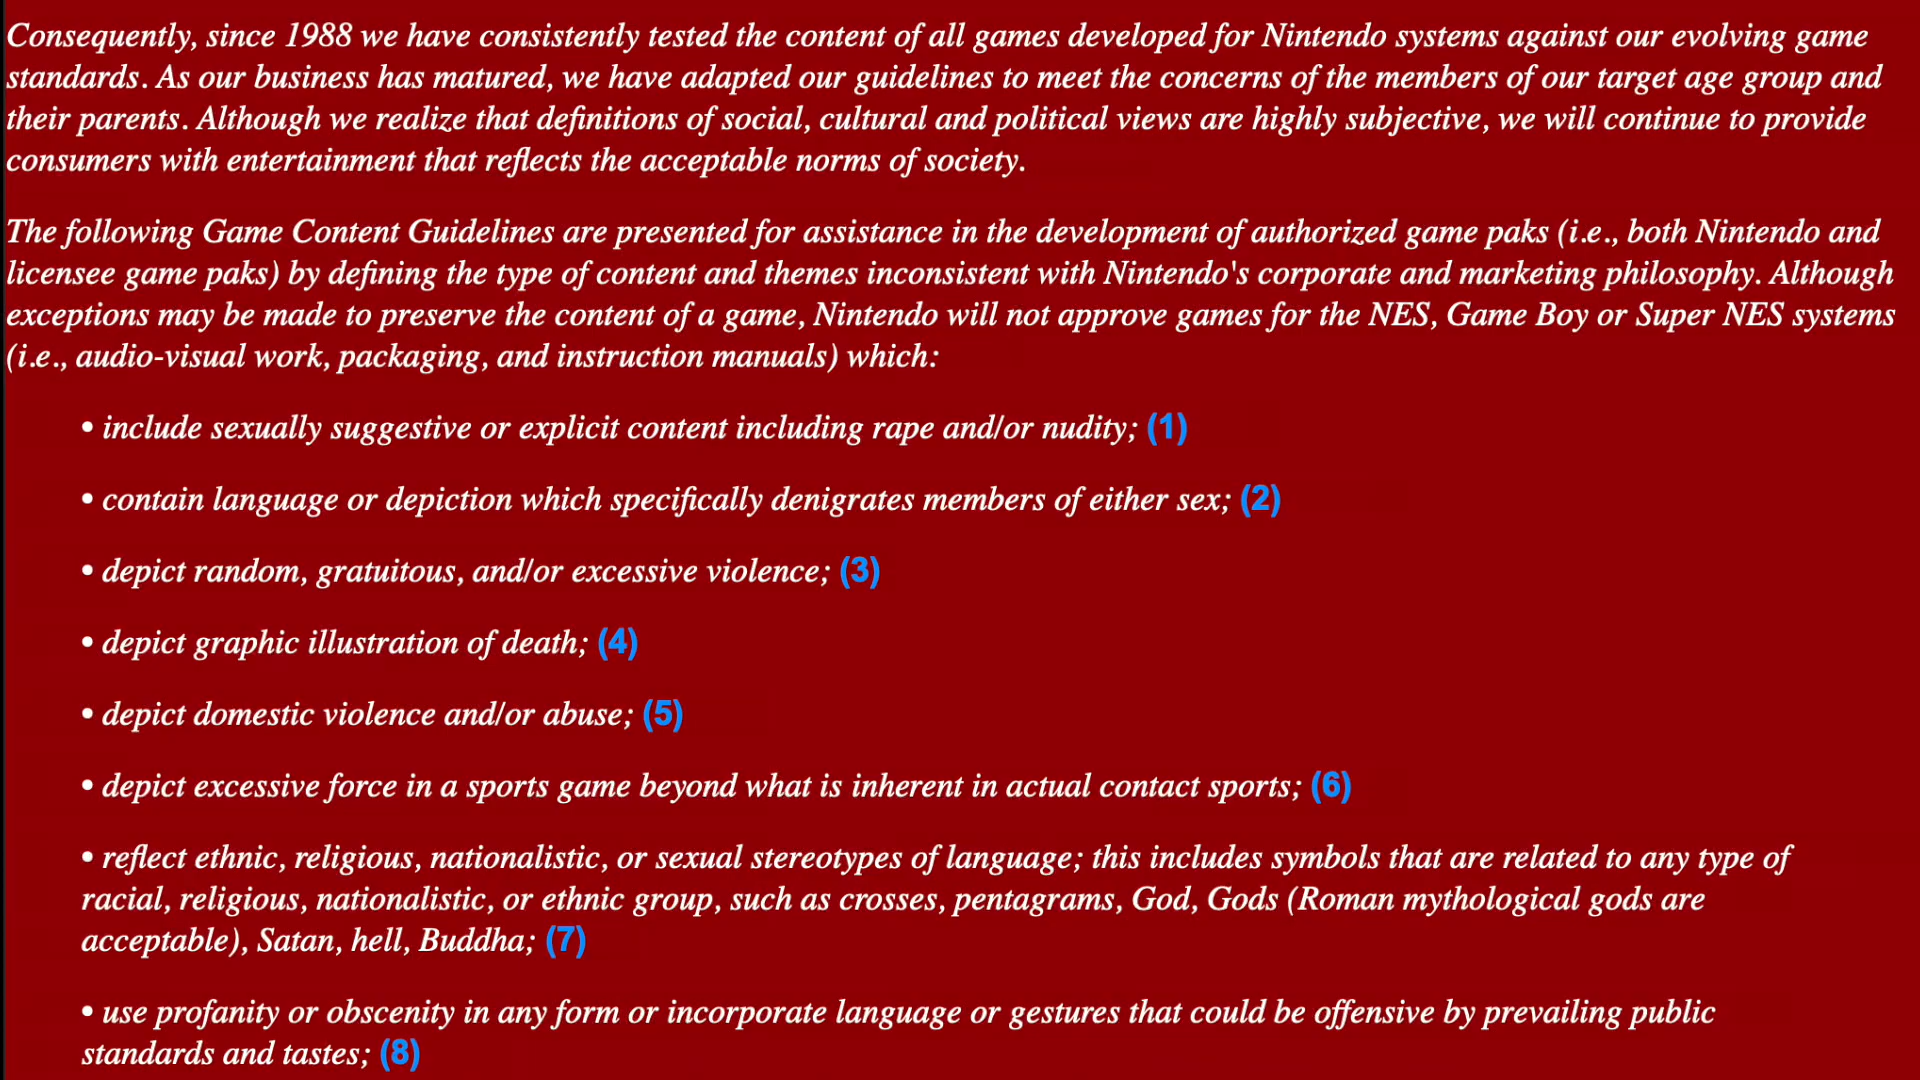 Consequently, since 1988 we have consistently tested the content of all games developed for Nintendo systems against our evolving game
standards. As our business has matured, we have adapted our guidelines to meet the concerns of the members of our target age group and
their parents. Although we realize that definitions of social, cultural and political views are highly subjective, we will continue to provide
consumers with entertainment that reflects the acceptable norms of society.
The following Game Content Guidelines are presented for assistance in the development of authorized game paks (i.e., both Nintendo and
licensee game paks) by defining the type of content and themes inconsistent with Nintendo's corporate and marketing philosophy. Although
exceptions may be made to preserve the content of a game, Nintendo will not approve games for the NES, Game Boy or Super NES systems
(i.e., audio-visual work, packaging, and instruction manuals) which:
• include sexually suggestive or explicit content including rape and/or nudity; (1)
• contain language or depiction which specifically denigrates members of either sex; (2)
• depict random, gratuitous, and/or excessive violence; (3)
• depict graphic illustration of death; (4)
• depict domestic violence and/or abuse; (5)
• depict excessive force in a sports game beyond what is inherent in actual contact sports; (6)
• reflect ethnic, religious, nationalistic, or sexual stereotypes of language; this includes symbols that are related to any type of
racial, religious, nationalistic, or ethnic group, such as crosses, pentagrams, God, Gods (Roman mythological gods are
acceptable), Satan, hell, Buddha; (7)
• use profanity or obscenity in any form or incorporate language or gestures that could be offensive by prevailing public
standards and tastes; (8)